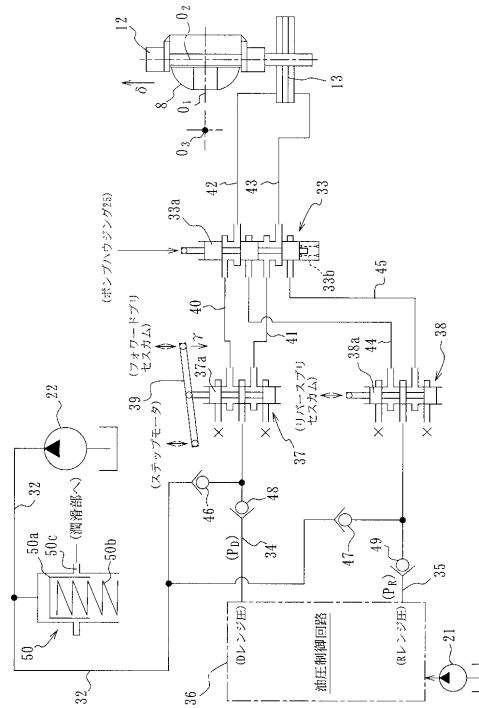 12
O2
8
O1
δ
O3
13
42
43
33a
33
33b
(ポンプハウジング25)
40
41
45
44
(フォワードプリ
セスカム)
γ
39
37a
37
(ステップモータ)
38a
38
(リバースプリ
セスカム)
22
32
50a
50c
(潤滑部へ)
50b
50
32
46
48
(PD)
34
47
49
(PR)
35
36
(Dレンジ圧)
油圧制御回路
(Rレンジ圧)
21